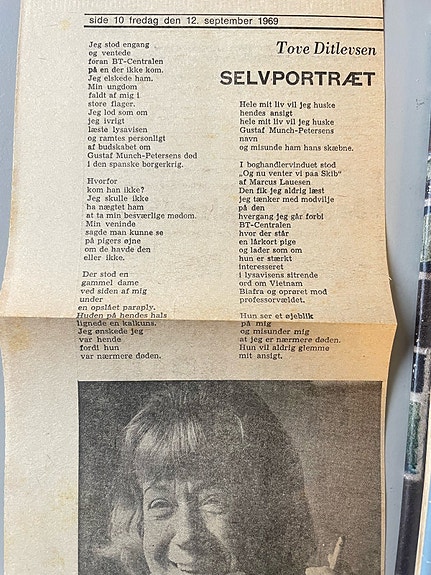 side 10 fredag den 12. september 1969
Tove Ditlevsen
SELVPORTRÆT
Jeg stod engang
og ventede
foran BT-Centralen
på en der ikke kom.
Jeg elskede ham.
Min ungdom
faldt af mig i
store flager.
Jeg lod som om
jeg ivrigt
læste lysavisen
og ramtes personligt
af budskabet om
Gustaf Munch-Petersens død
i den spanske borgerkrig.
Hvorfor
kom han ikke?
Jeg skulle ikke
ha nægtet ham
at ta min besværlige mødom.
Min veninde
sagde man kunne se
på pigers øjne
om de havde den
eller ikke.
Der stod en
gammel dame
ved siden af mig
under
en opslået paraply.
Huden på hendes hals
lignede en kalkuns.
Jeg ønskede jeg
var hende
fordi hun
var nærmere døden.
Hele mit liv vil jeg huske
hendes ansigt
hele mit liv vil jeg huske
Gustaf Munch-Petersens
navn
og misunde ham hans skæbne.
I boghandlervinduet stod
„Og nu venter vi paa Skib“
af Marcus Lauesen
Den fik jeg aldrig læst
jeg tænker med modvilje
på den
hvergang jeg går forbi
BT-Centralen
hvor der står
en lårkort pige
og lader som om
hun er stærkt
interesseret
i lysavisens sitrende
ord om Vietnam
Biafra og oprøret mod
professorvældet.
Hun ser et øjeblik
på mig
og misunder mig
at jeg er nærmere døden.
Hun vil aldrig glemme
mit ansigt.